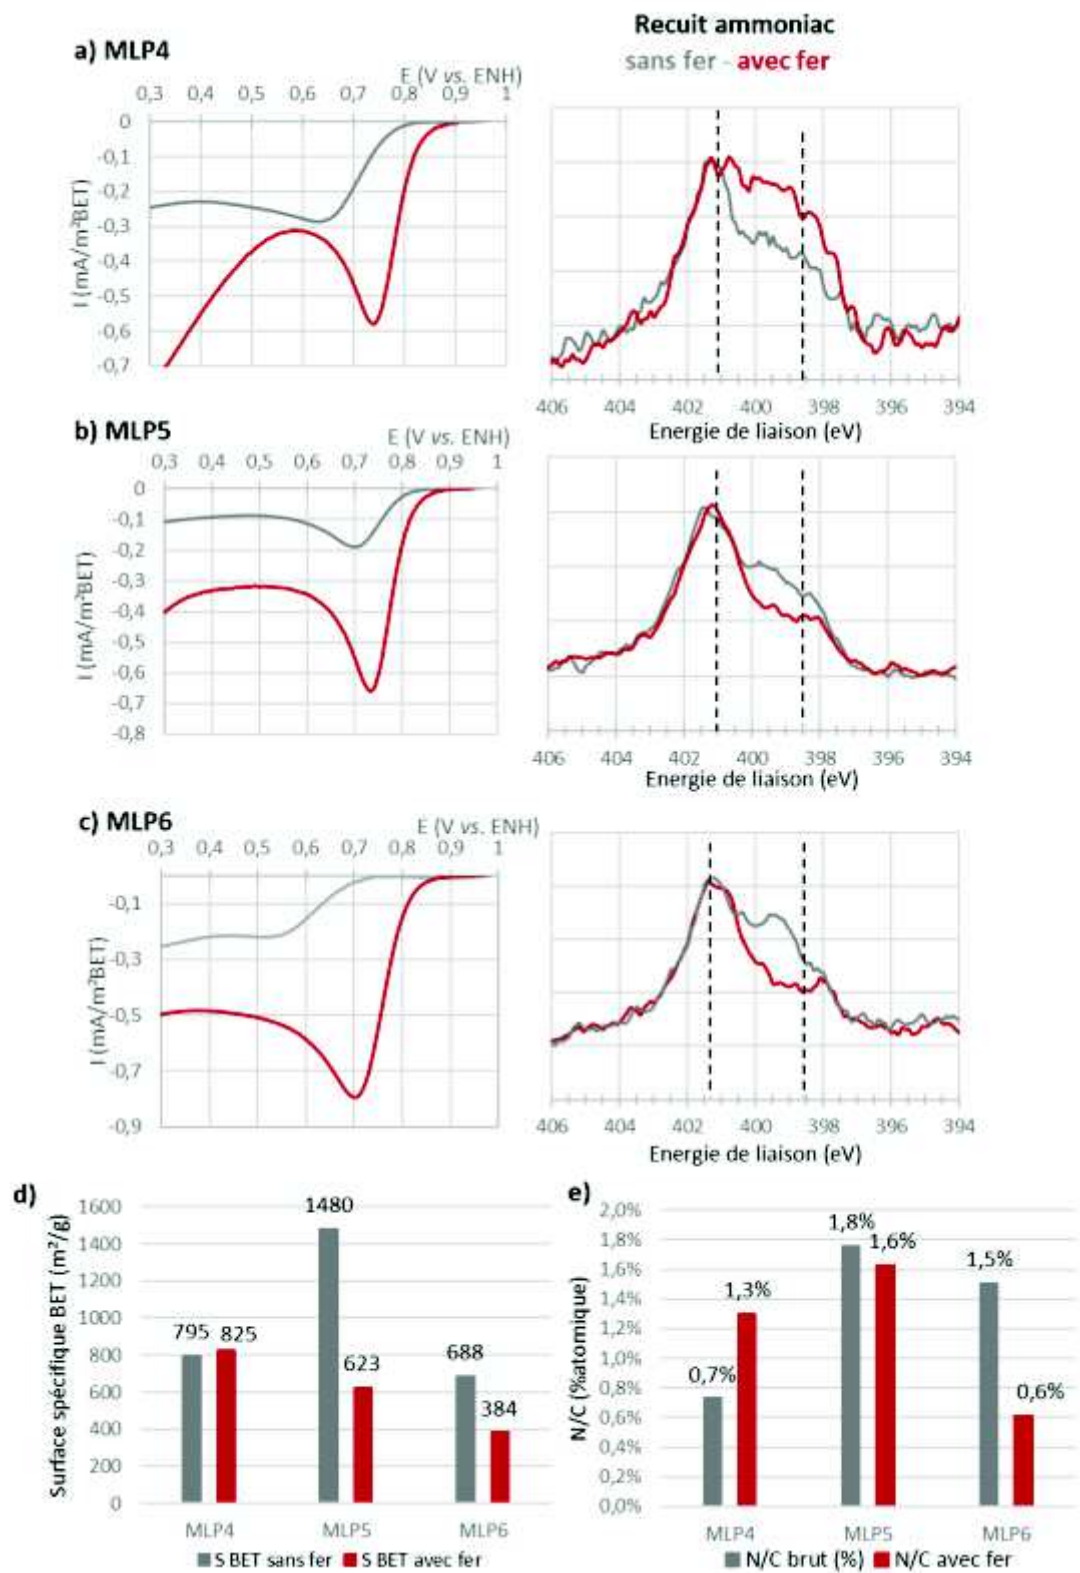 Recuit ammoniac
sans fer - avec fer
a) MLP4
E (V vs. ENH)
0,3 0,4 0,5 0,6 0,7 0,8 0,9 1
0
-0,1
-0,2
-0,3
-0,4
-0,5
-0,6
-0,7
I (mA/m²BET)
406 404 402 400 398 396 394
Energie de liaison (eV)
b) MLP5
E (V vs. ENH)
0,3 0,4 0,5 0,6 0,7 0,8 0,9 1
0
-0,1
-0,2
-0,3
-0,4
-0,5
-0,6
-0,7
-0,8
I (mA/m²BET)
406 404 402 400 398 396 394
Energie de liaison (eV)
c) MLP6
E (V vs. ENH)
0,3 0,4 0,5 0,6 0,7 0,8 0,9 1
-0,1
-0,3
-0,5
-0,7
-0,9
I (mA/m²BET)
406 404 402 400 398 396 394
Energie de liaison (eV)
d)
Surface spécifique BET (m²/g)
1600
1400
1200
1000
800
600
400
200
0
795 825
1480
623
688
384
MLP4 MLP5 MLP6
S BET sans fer S BET avec fer
e)
N/C (%atomique)
2,0%
1,8%
1,6%
1,4%
1,2%
1,0%
0,8%
0,6%
0,4%
0,2%
0,0%
0,7%
1,3%
1,8%
1,6%
1,5%
0,6%
MLP4 MLP5 MLP6
N/C brut (%) N/C avec fer